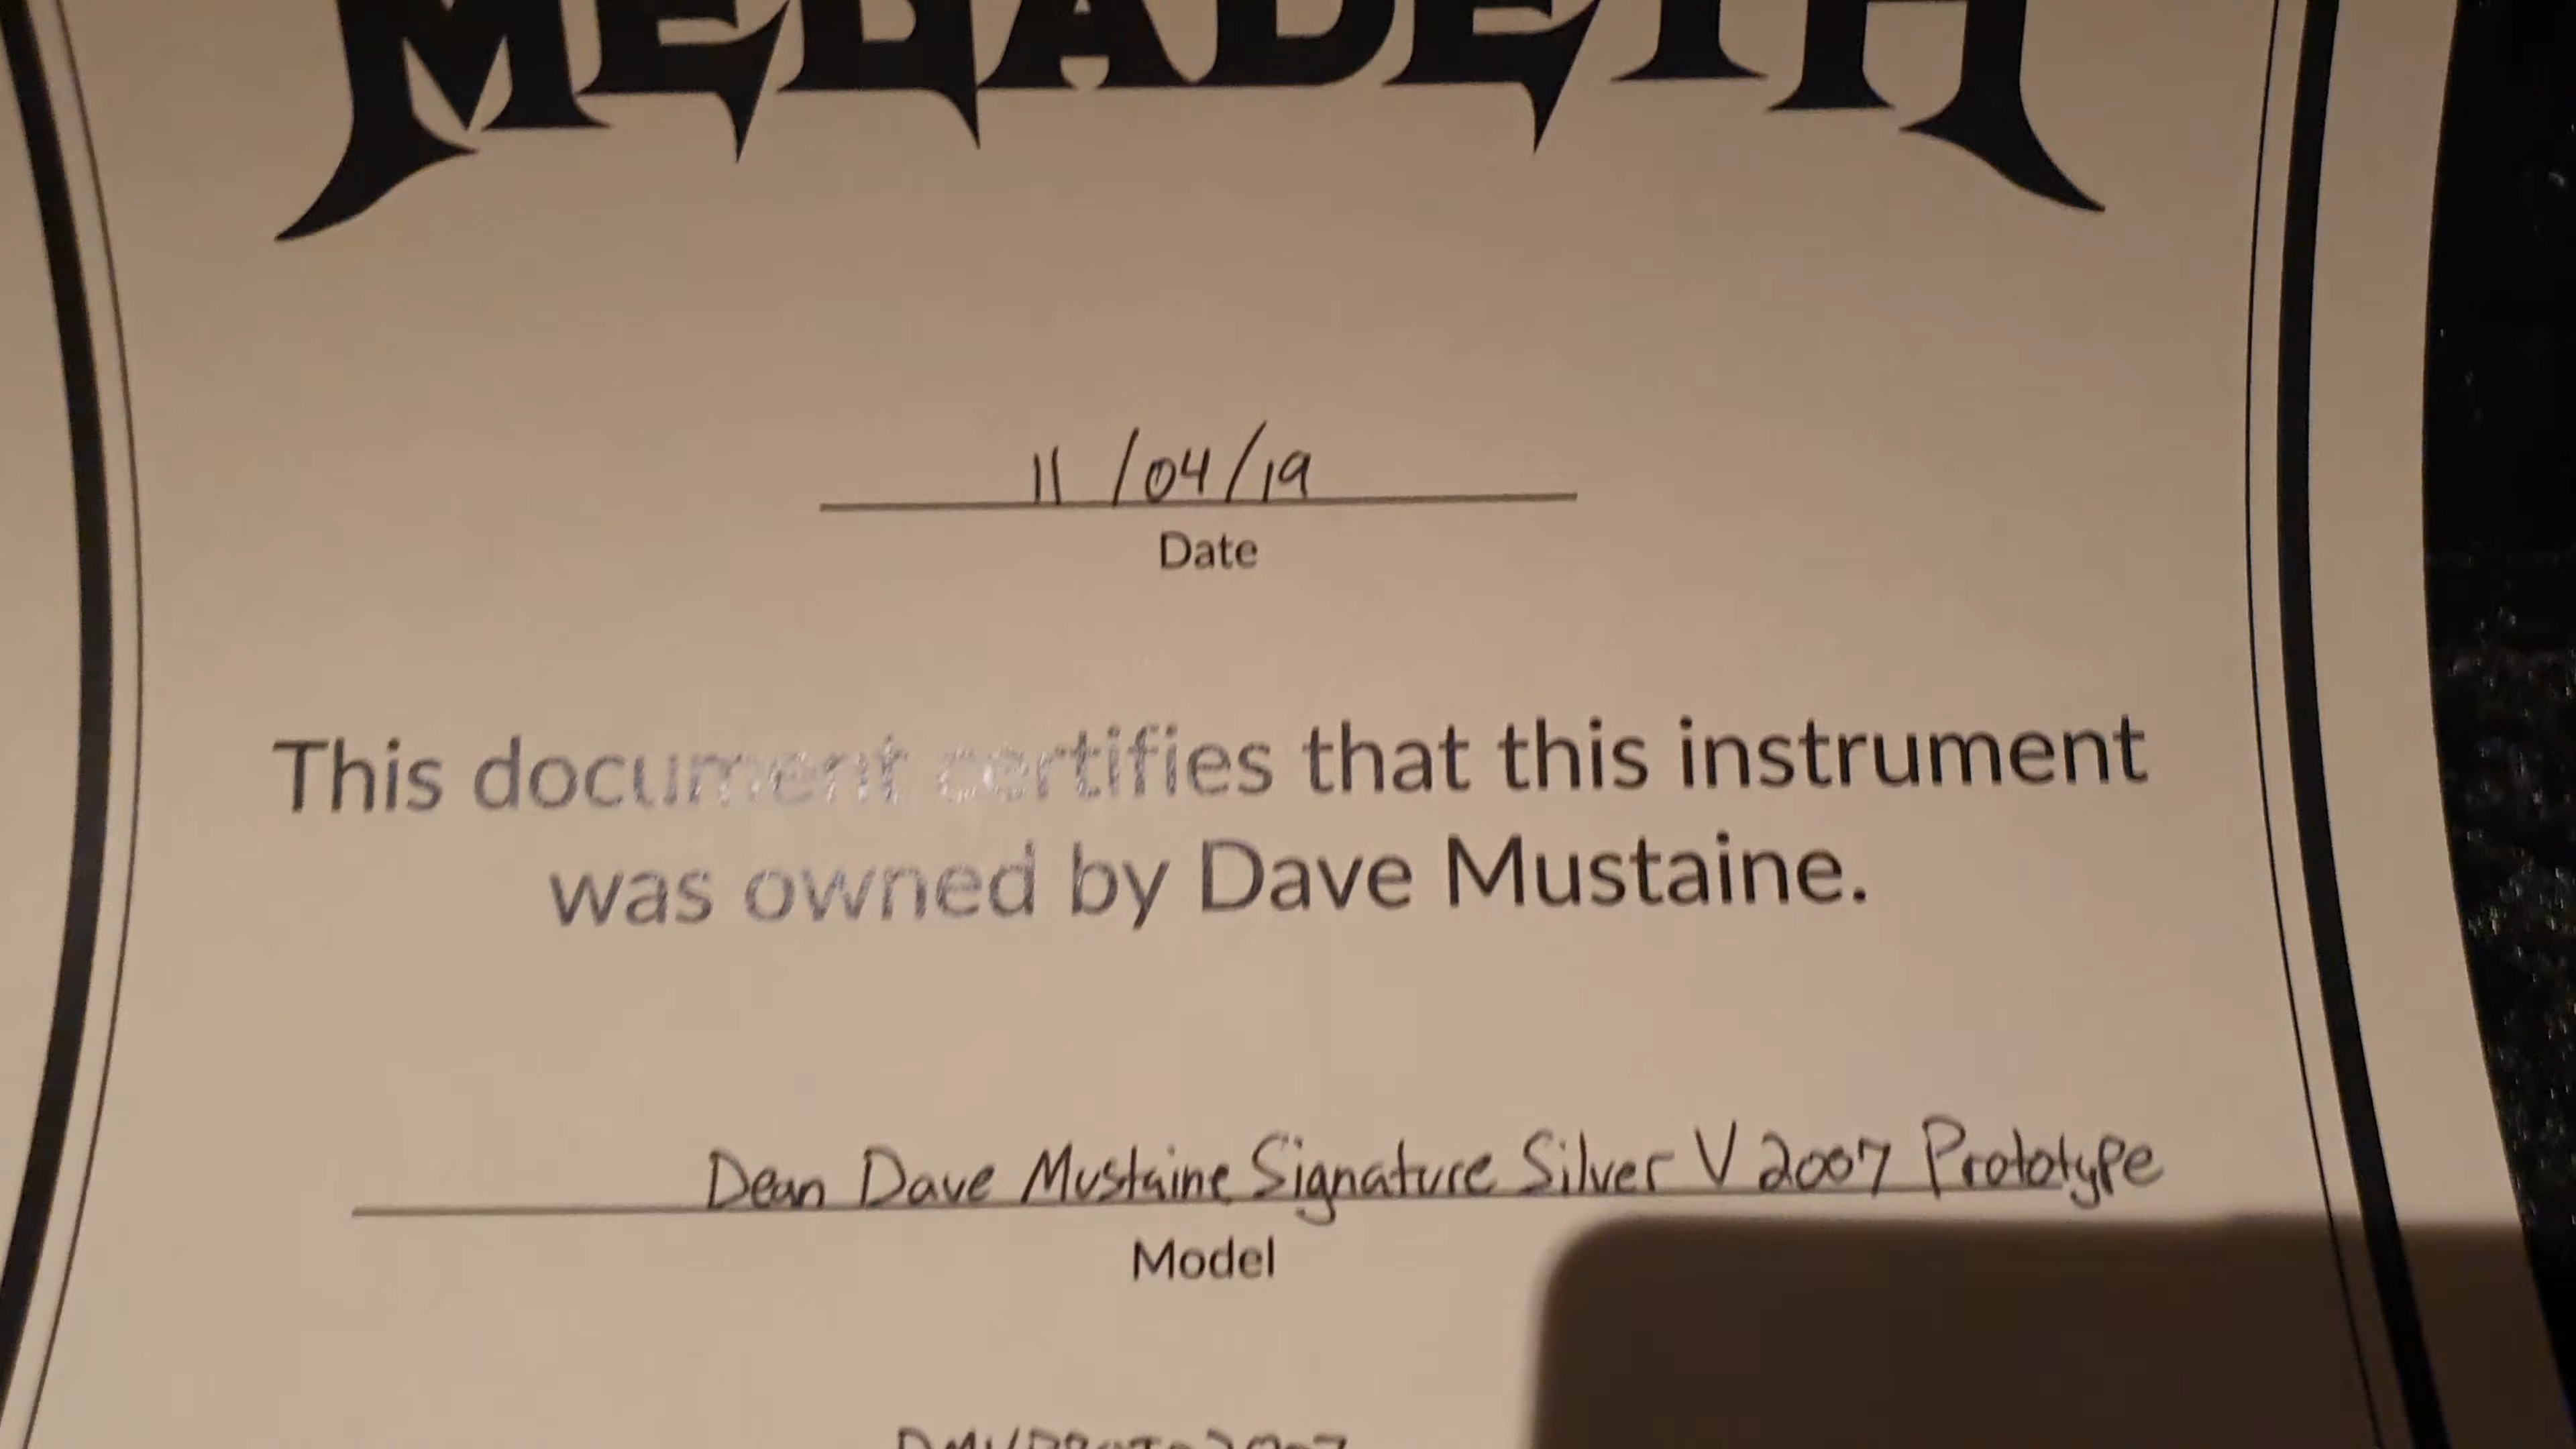 MEGADETH
11/04/19
Date
This document certifies that this instrument
was owned by Dave Mustaine.
Dean Dave Mustaine Signature Silver V 2007 Prototype
Model